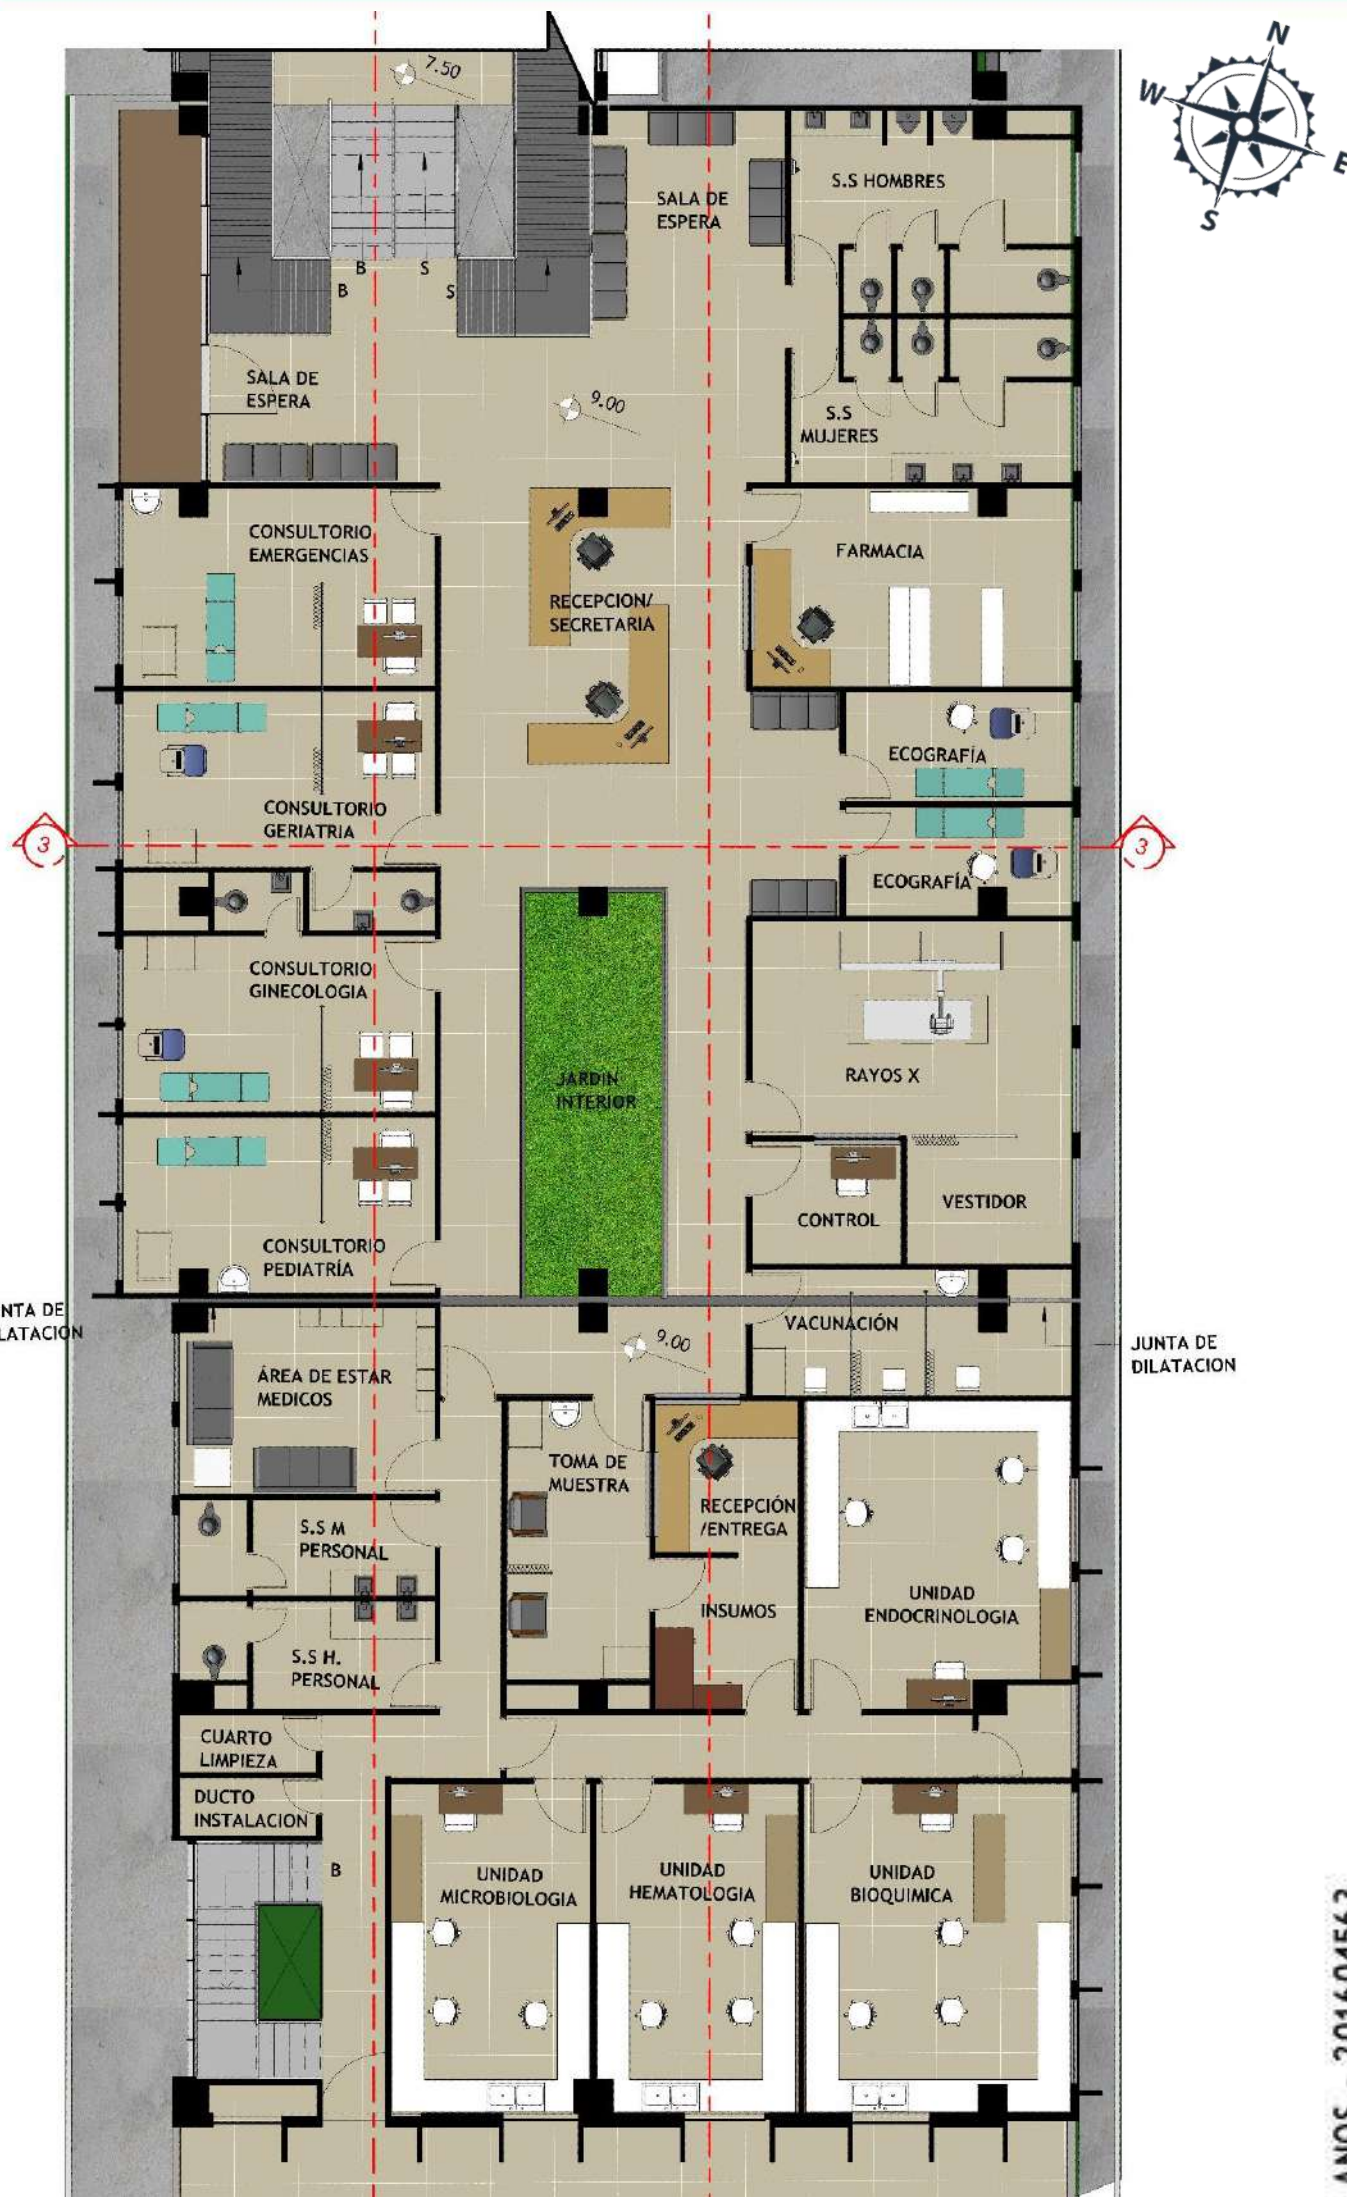 N
W
E
S
7.50
S.S HOMBRES
SALA DE
ESPERA
B
S
B
S
SALA DE
ESPERA
9.00
S.S
MUJERES
CONSULTORIO
EMERGENCIAS
FARMACIA
RECEPCION/
SECRETARIA
ECOGRAFÍA
CONSULTORIO
GERIATRIA
3
3
ECOGRAFÍA
CONSULTORIO
GINECOLOGIA
RAYOS X
JARDIN
INTERIOR
VESTIDOR
CONTROL
CONSULTORIO
PEDIATRÍA
NTA DE
LATACION
VACUNACIÓN
9.00
JUNTA DE
DILATACION
ÁREA DE ESTAR
MEDICOS
TOMA DE
MUESTRA
RECEPCIÓN
/ENTREGA
S.S M
PERSONAL
UNIDAD
ENDOCRINOLOGIA
INSUMOS
S.S H.
PERSONAL
CUARTO
LIMPIEZA
DUCTO
INSTALACION
B
UNIDAD
MICROBIOLOGIA
UNIDAD
HEMATOLOGIA
UNIDAD
BIOQUIMICA
ANOS - 201604563